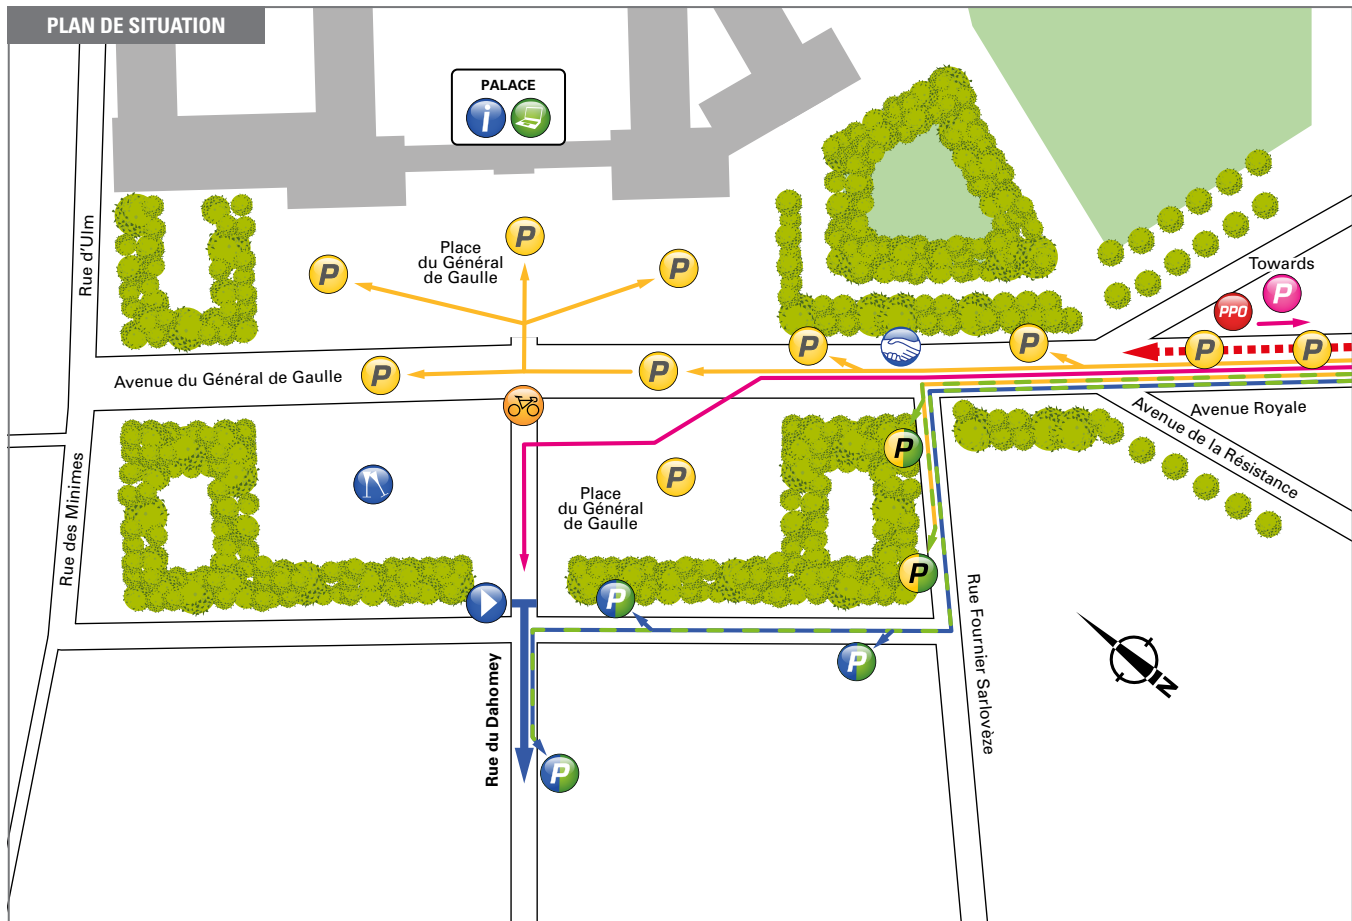 PLAN DE SITUATION
PALACE
i
Rue d'Ulm
P
Place
du Général
de Gaulle
P
P
Towards
P
PPO
P
P
P
P
Avenue du Général de Gaulle
P
P
Avenue Royale
Avenue de la Résistance
P
P
Place
du Général
de Gaulle
Rue des Minimes
P
P
P
Rue Fournier Sarlovèze
Rue du Dahomey
P
N